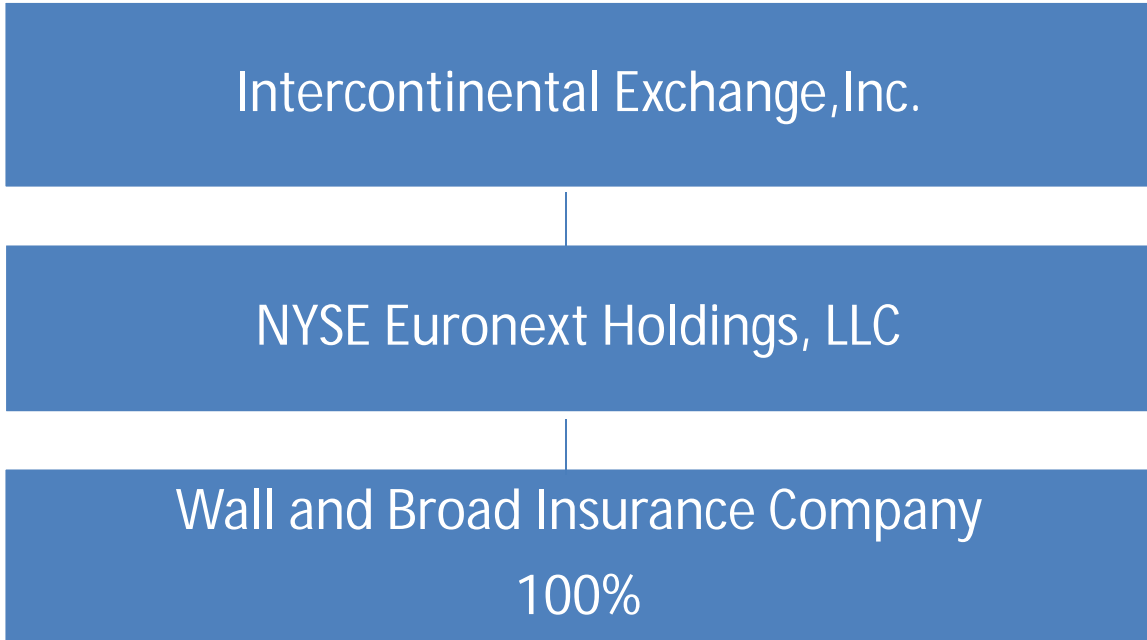 Intercontinental Exchange,Inc.
NYSE Euronext Holdings, LLC
Wall and Broad Insurance Company
100%